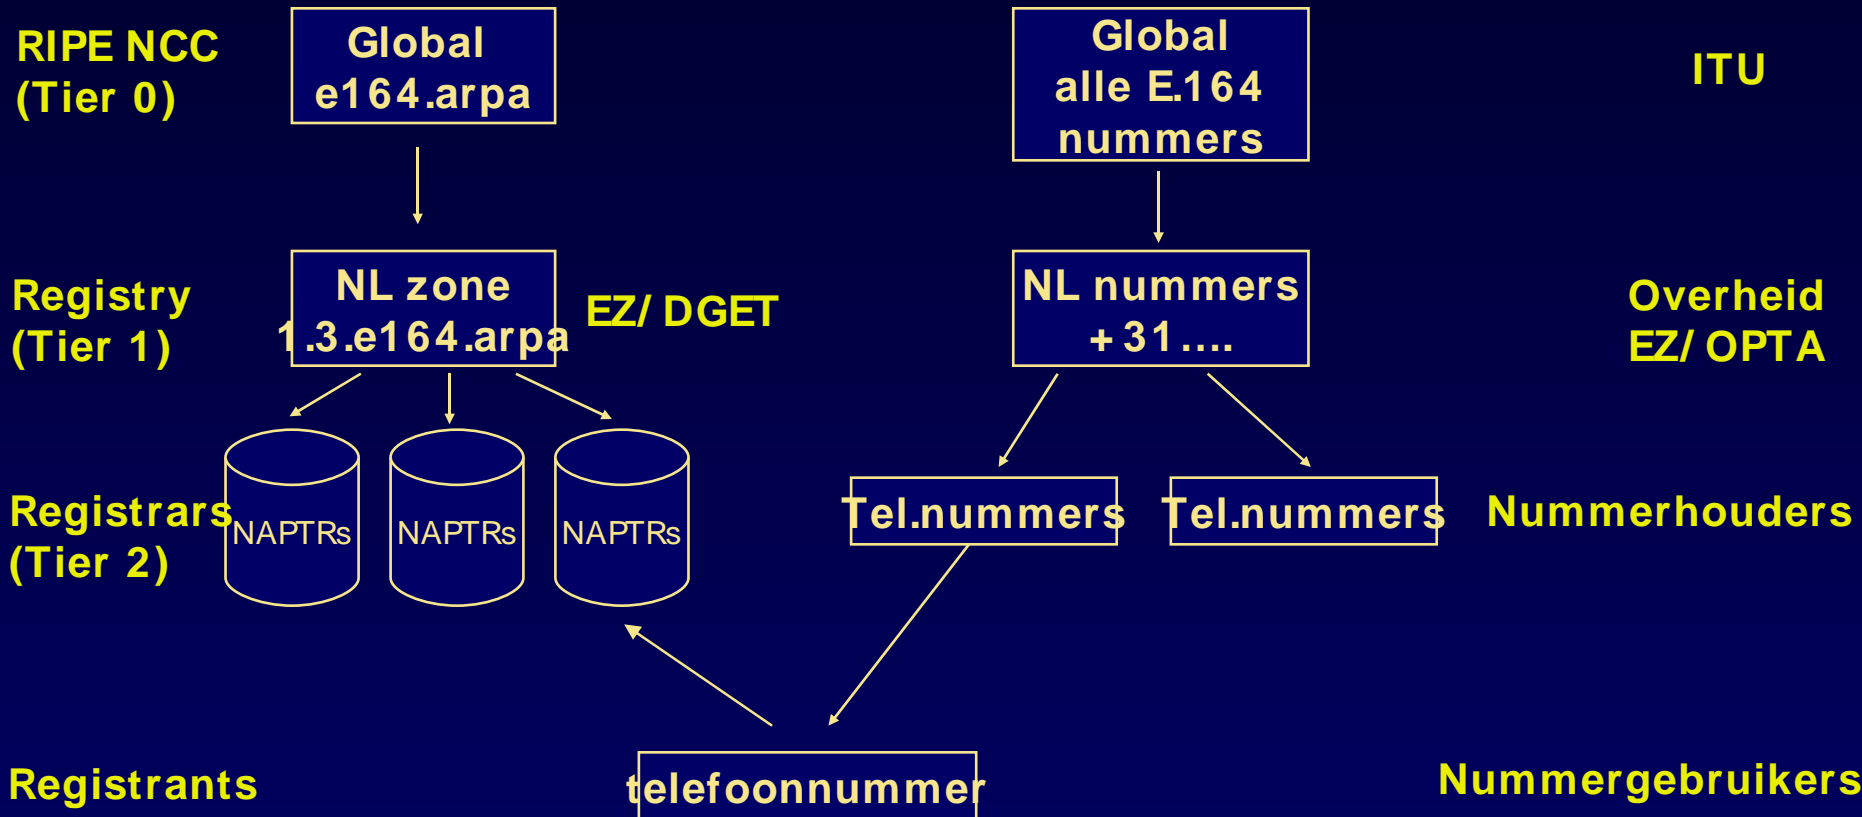 RIPE NCC
(Tier 0)
Global
e164.arpa
Global
alle E.164
nummers
ITU
Registry
(Tier 1)
NL zone
1.3.e164.arpa
EZ/ DGET
NL nummers
+31....
Overheid
EZ/ OPTA
Registrars
(Tier 2)
NAPTRs
NAPTRs
NAPTRs
Tel.nummers
Tel.nummers
Nummerhouders
Registrants
telefoonnummer
Nummergebruikers